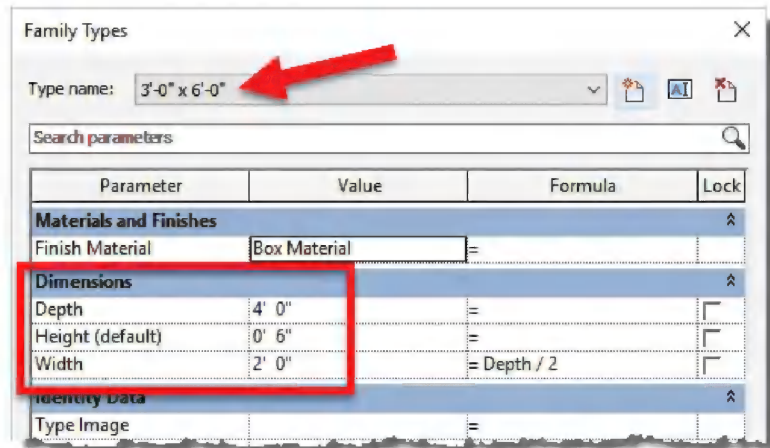 Family Types
Type name: 3'-0" x 6'-0"
Search parameters
Parameter Value Formula Lock
Materials and Finishes
Finish Material Box Material =
Dimensions
Depth 4' 0" =
Height (default) 0' 6" =
Width 2' 0" = Depth / 2
Identity Data
Type Image =